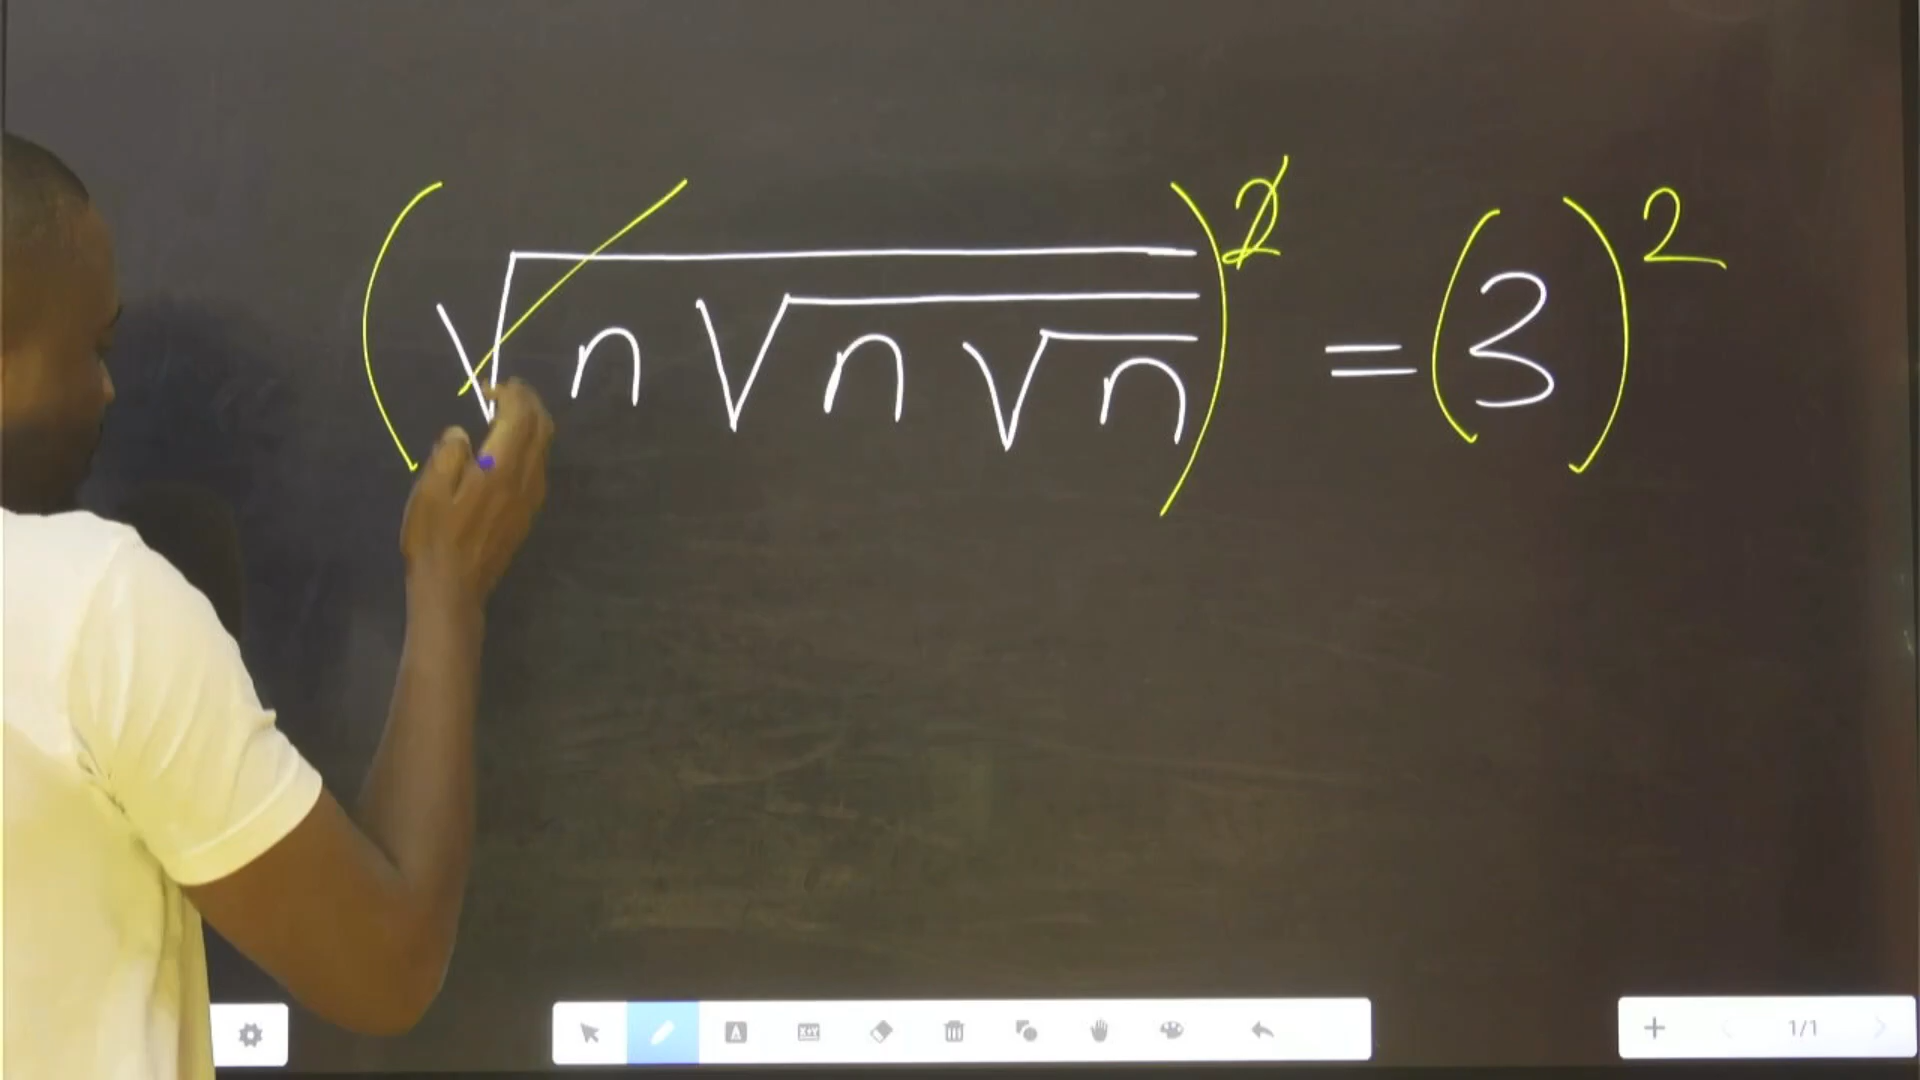 (√(n√(n√n)))² = (3)²
1/1